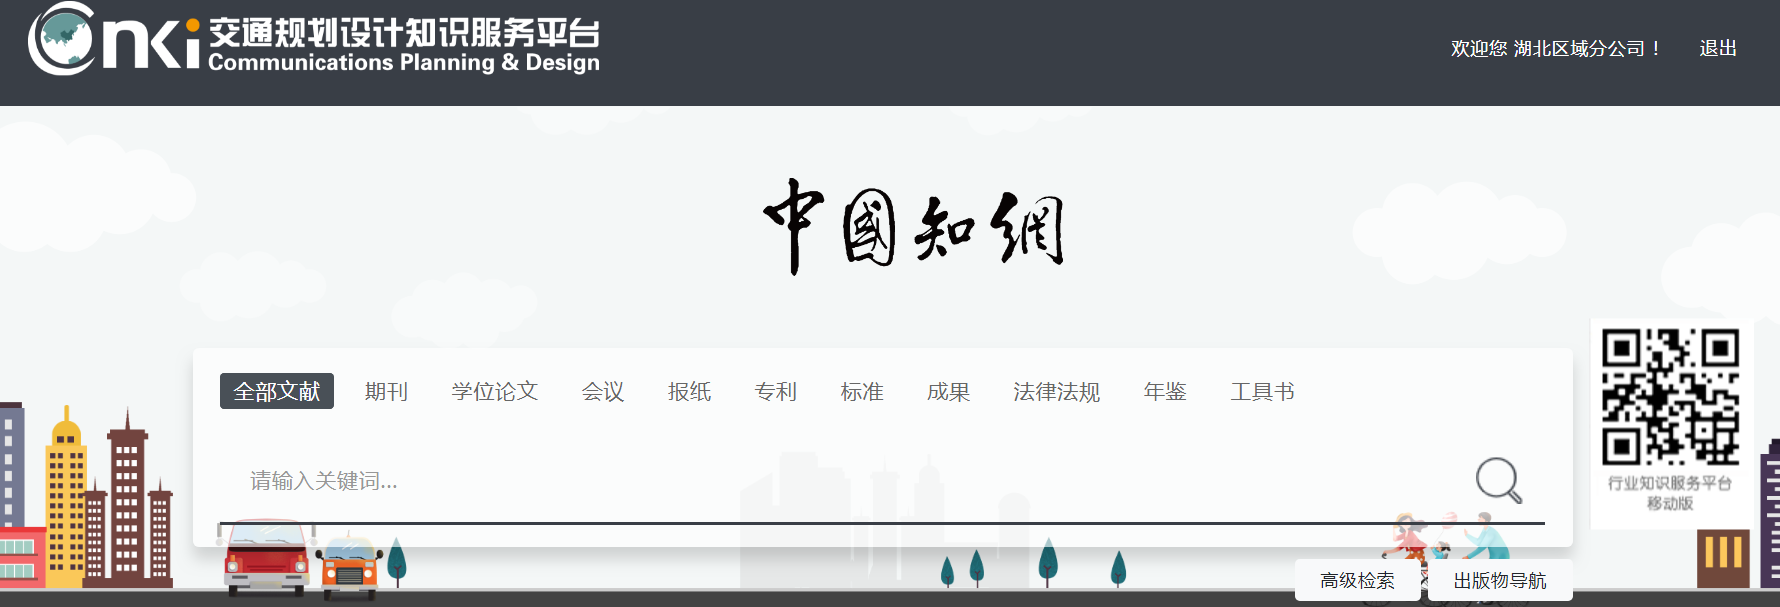 cnki 交通规划设计知识服务平台
Communications Planning & Design
欢迎您 湖北区域分公司！ 退出
中國知網
全部文献 期刊 学位论文 会议 报纸 专利 标准 成果 法律法规 年鉴 工具书
请输入关键词...
行业知识服务平台
移动版
高级检索 出版物导航